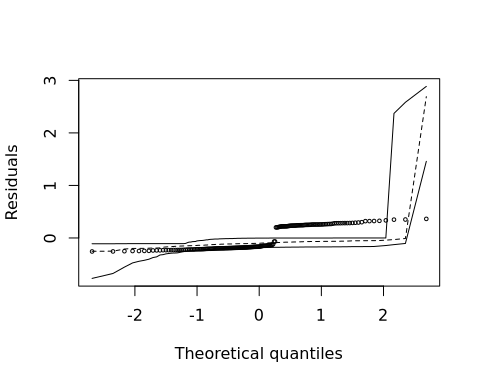 3
2
1
0
Residuals
-2 -1 0 1 2
Theoretical quantiles